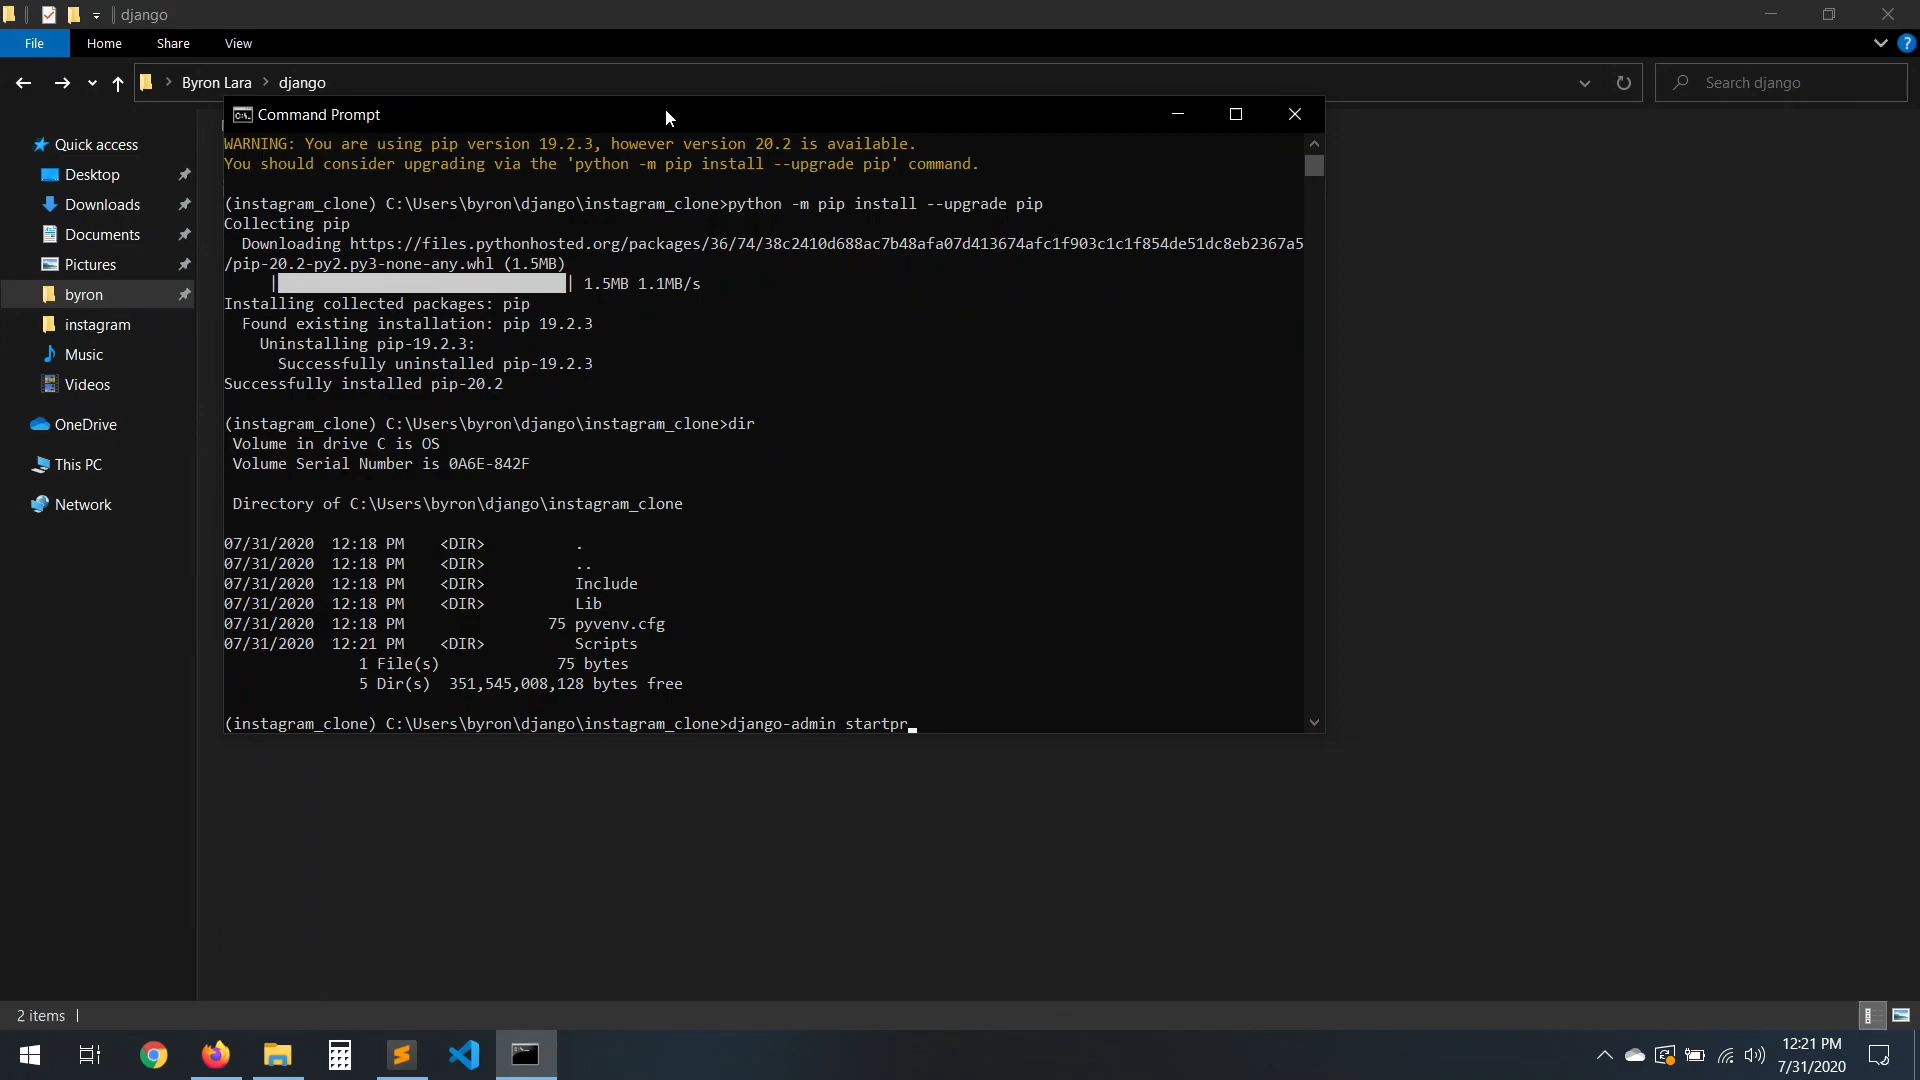 django
File Home Share View
Byron Lara django
Search django
Quick access
Desktop
Downloads
Documents
Pictures
byron
instagram
Music
Videos
OneDrive
This PC
Network
Command Prompt
WARNING: You are using pip version 19.2.3, however version 20.2 is available.
You should consider upgrading via the 'python -m pip install --upgrade pip' command.
(instagram_clone) C:\Users\byron\django\instagram_clone>python -m pip install --upgrade pip
Collecting pip
Downloading https://files.pythonhosted.org/packages/36/74/38c2410d688ac7b48afa07d413674afc1f903c1c1f854de51dc8eb2367a5
/pip-20.2-py2.py3-none-any.whl (1.5MB)
| | 1.5MB 1.1MB/s
Installing collected packages: pip
Found existing installation: pip 19.2.3
Uninstalling pip-19.2.3:
Successfully uninstalled pip-19.2.3
Successfully installed pip-20.2
(instagram_clone) C:\Users\byron\django\instagram_clone>dir
Volume in drive C is OS
Volume Serial Number is 0A6E-842F
Directory of C:\Users\byron\django\instagram_clone
07/31/2020 12:18 PM <DIR> .
07/31/2020 12:18 PM <DIR> ..
07/31/2020 12:18 PM <DIR> Include
07/31/2020 12:18 PM <DIR> Lib
07/31/2020 12:18 PM 75 pyvenv.cfg
07/31/2020 12:21 PM <DIR> Scripts
1 File(s) 75 bytes
5 Dir(s) 351,545,008,128 bytes free
(instagram_clone) C:\Users\byron\django\instagram_clone>django-admin startpr
2 items
12:21 PM
7/31/2020